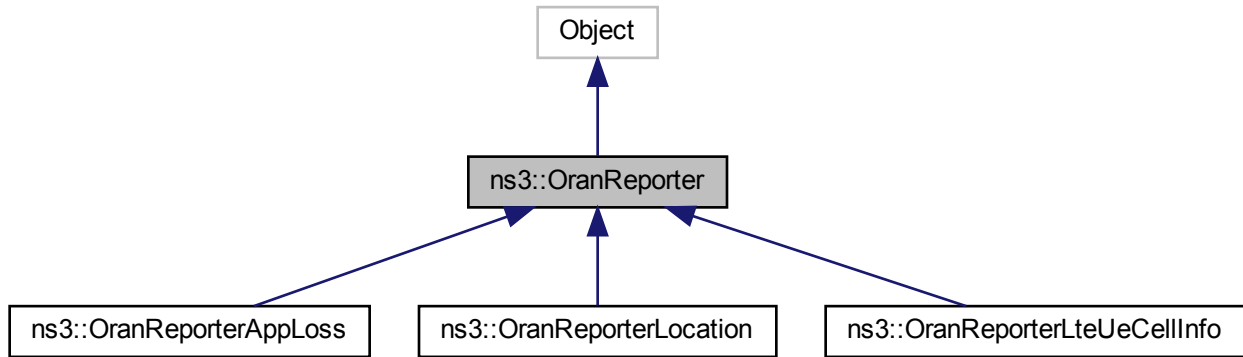 Object
ns3::OranReporter
ns3::OranReporterAppLoss
ns3::OranReporterLocation
ns3::OranReporterLteUeCellInfo